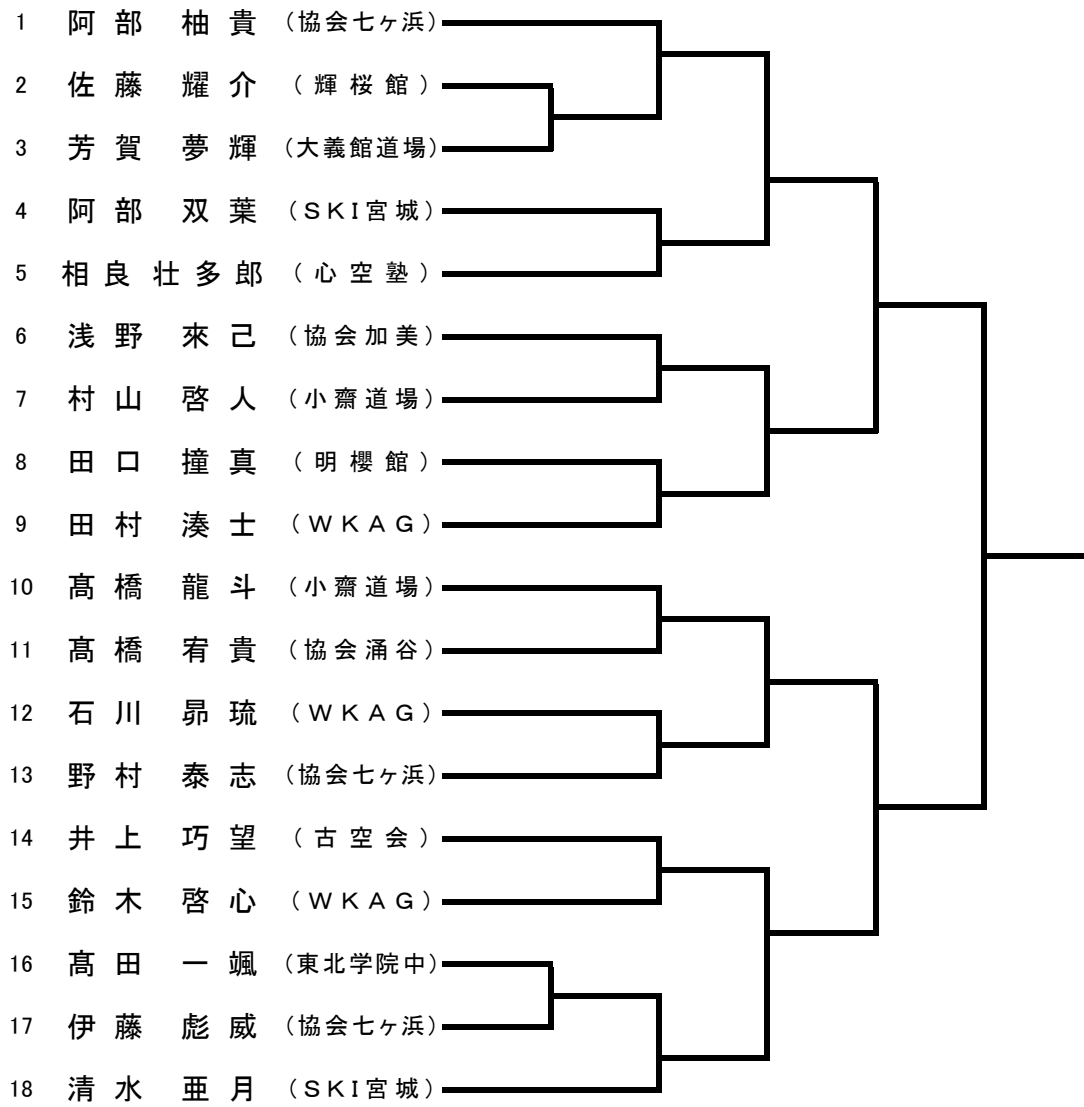 1 阿部 柚貴 (協会七ヶ浜)
2 佐藤 耀介 (輝桜館)
3 芳賀 夢輝 (大義館道場)
4 阿部 双葉 (SKI宮城)
5 相良 壮多郎 (心空塾)
6 浅野 來己 (協会加美)
7 村山 啓人 (小齋道場)
8 田口 撞真 (明櫻館)
9 田村 湊士 (WKAG)
10 髙橋 龍斗 (小齋道場)
11 髙橋 宥貴 (協会涌谷)
12 石川 昴琉 (WKAG)
13 野村 泰志 (協会七ヶ浜)
14 井上 巧望 (古空会)
15 鈴木 啓心 (WKAG)
16 髙田 一颯 (東北学院中)
17 伊藤 彪威 (協会七ヶ浜)
18 清水 亜月 (SKI宮城)